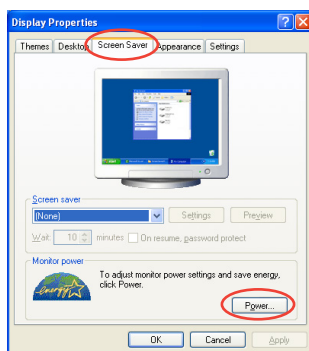 Display Properties
Themes Desktop Screen Saver Appearance Settings
Screen saver
(None) Settings Preview
Wait: 10 minutes On resume, password protect
Monitor power
To adjust monitor power settings and save energy,
click Power.
energy
Power...
OK Cancel Apply